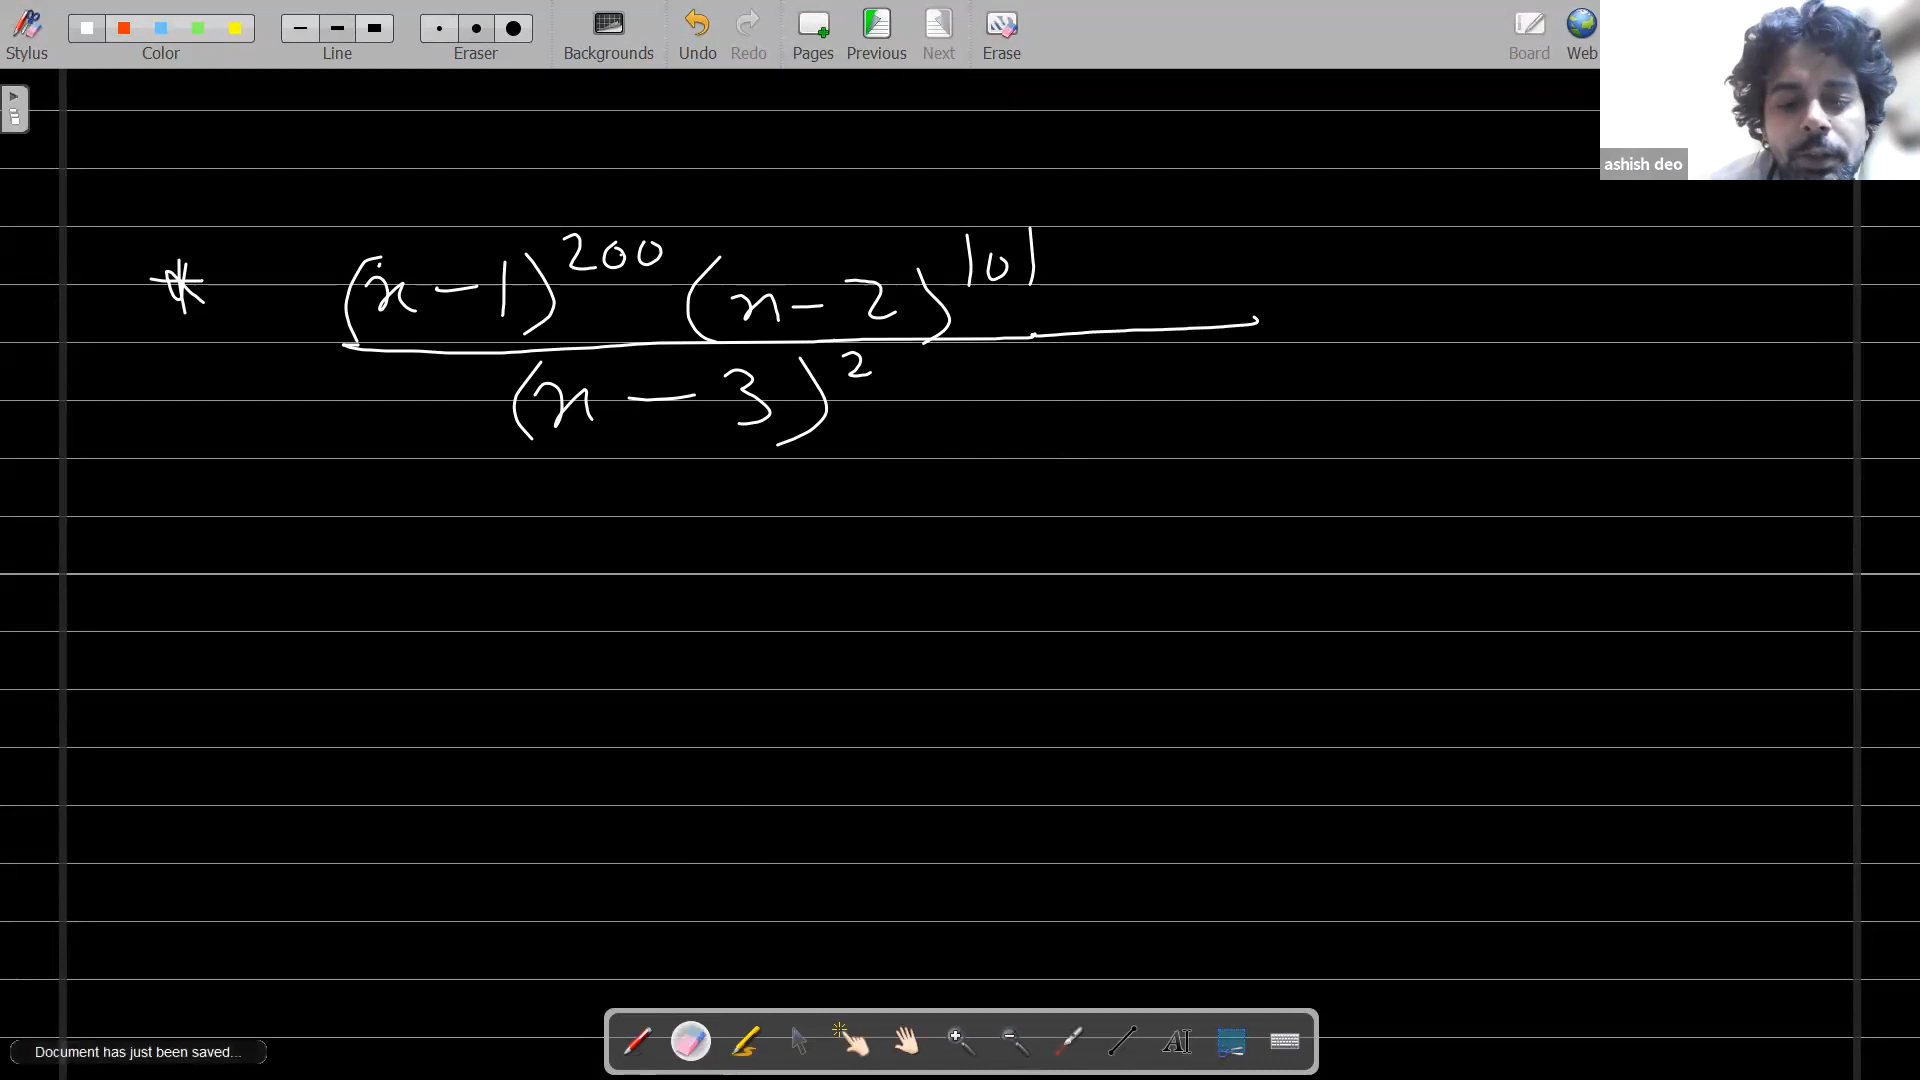 Stylus Color Line Eraser Backgrounds Undo Redo Pages Previous Next Erase Board Web
ashish deo
* (x-1)^200 (x-2)^101
(x-3)^2
AI
Document has just been saved...